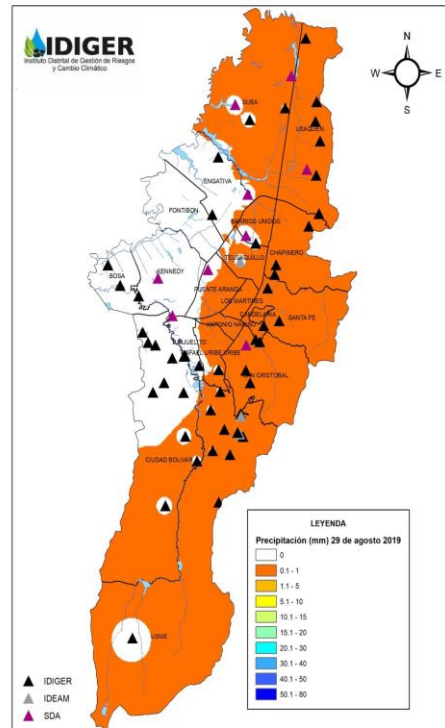 IDIGER
Instituto Distrital de Gestión de Riesgos
y Cambio Climático
N
W
E
S
SUBA
USAQUEN
ENGATIVA
FONTIBON
BARRIOS UNIDOS
TEUSAQUILLO
CHAPINERO
KENNEDY
BOSA
PUENTE ARANDA
LOS MARTIRES
CANDELARIA
SANTA FE
ANTONIO NARIÑO
TUNJUELITO
RAFAEL URIBE URIBE
SAN CRISTOBAL
CIUDAD BOLIVAR
USME
LEYENDA
Precipitación (mm) 29 de agosto 2019
0
0.1 - 1
1.1 - 5
5.1 - 10
10.1 - 15
15.1 - 20
20.1 - 30
30.1 - 40
40.1 - 50
50.1 - 80
IDIGER
IDEAM
SDA